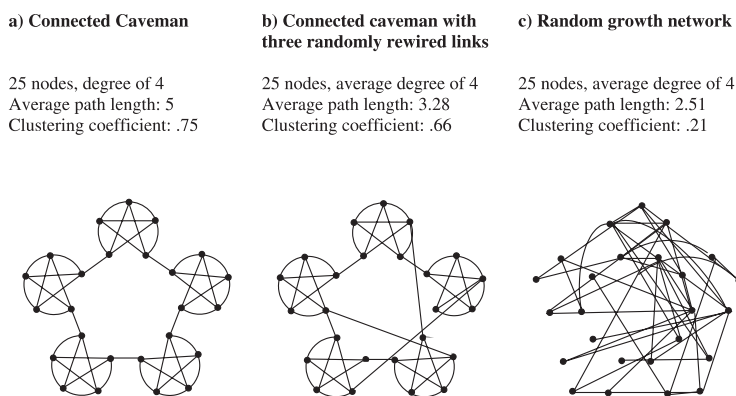 a) Connected Caveman
25 nodes, degree of 4
Average path length: 5
Clustering coefficient: .75
b) Connected caveman with
three randomly rewired links
25 nodes, average degree of 4
Average path length: 3.28
Clustering coefficient: .66
c) Random growth network
25 nodes, average degree of 4
Average path length: 2.51
Clustering coefficient: .21